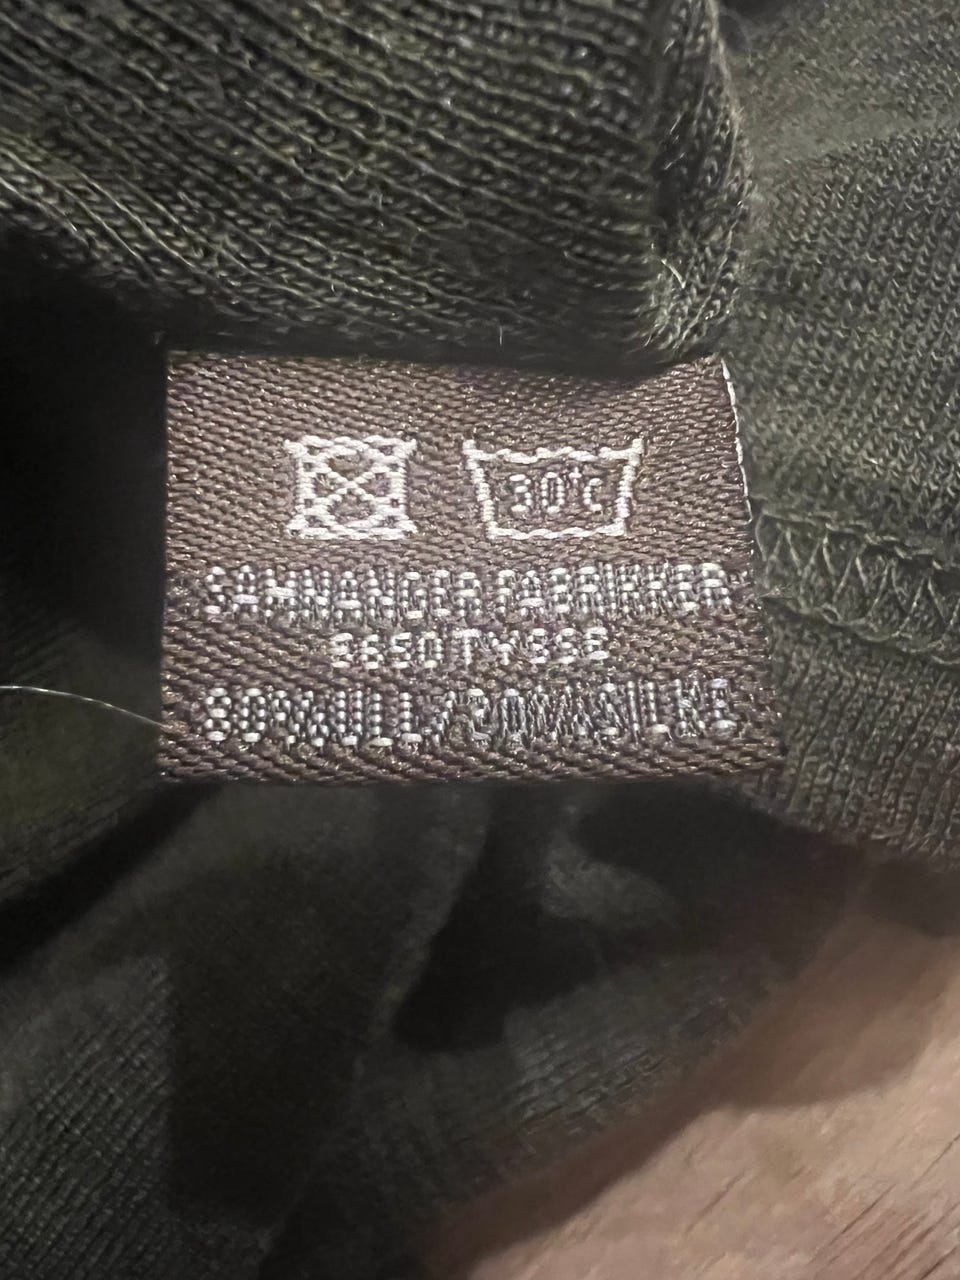 30°C
SAMNANGER FABRIKKER
5650 TYSSE
80% ULL/20% SILKE